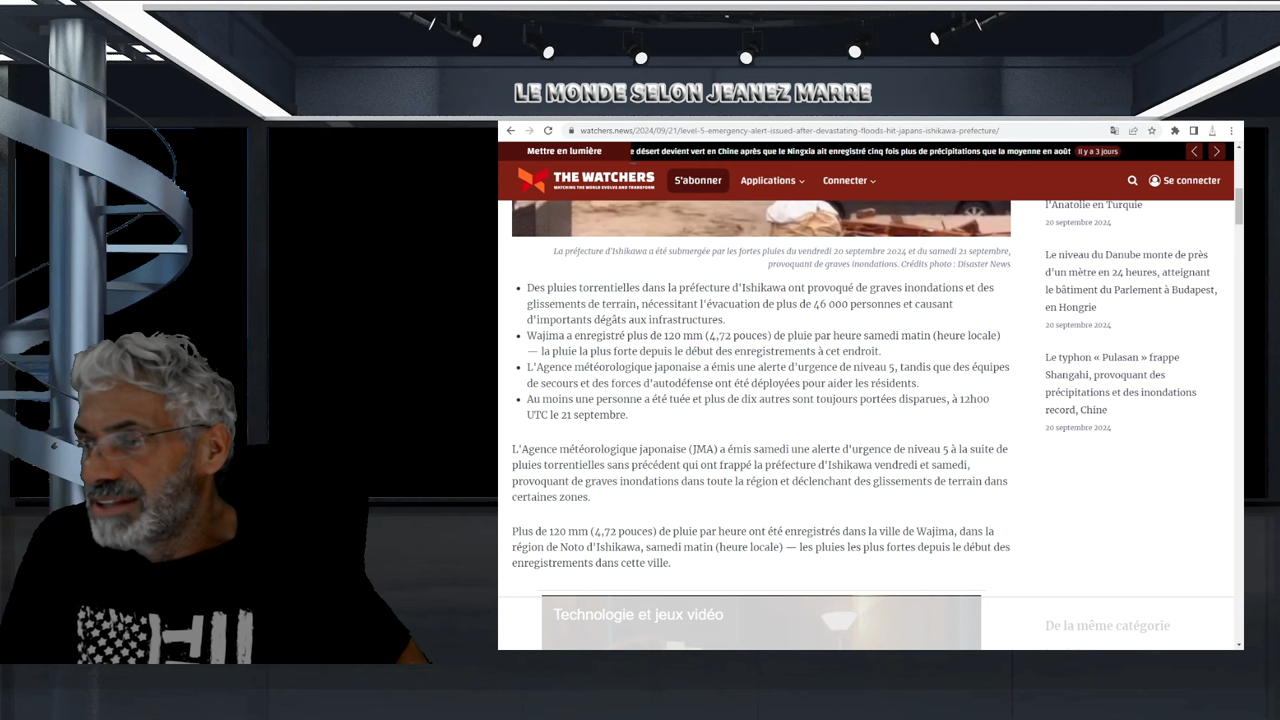 LE MONDE SELON JEANEZ MARRE
watchers.news/2024/09/21/level-5-emergency-alert-issued-after-devastating-floods-hit-japans-ishikawa-prefecture/
Mettre en lumière
e désert devient vert en Chine après que le Ningxia ait enregistré cinq fois plus de précipitations que la moyenne en août
Il y a 3 jours
THE WATCHERS
WATCHING THE WORLD EVOLVE AND TRANSFORM
S'abonner
Applications
Connecter
Se connecter
La préfecture d'Ishikawa a été submergée par les fortes pluies du vendredi 20 septembre 2024 et du samedi 21 septembre,
provoquant de graves inondations. Crédits photo : Disaster News
• Des pluies torrentielles dans la préfecture d'Ishikawa ont provoqué de graves inondations et des
glissements de terrain, nécessitant l'évacuation de plus de 46 000 personnes et causant
d'importants dégâts aux infrastructures.
• Wajima a enregistré plus de 120 mm (4,72 pouces) de pluie par heure samedi matin (heure locale)
— la pluie la plus forte depuis le début des enregistrements à cet endroit.
• L'Agence météorologique japonaise a émis une alerte d'urgence de niveau 5, tandis que des équipes
de secours et des forces d'autodéfense ont été déployées pour aider les résidents.
• Au moins une personne a été tuée et plus de dix autres sont toujours portées disparues, à 12h00
UTC le 21 septembre.
L'Agence météorologique japonaise (JMA) a émis samedi une alerte d'urgence de niveau 5 à la suite de
pluies torrentielles sans précédent qui ont frappé la préfecture d'Ishikawa vendredi et samedi,
provoquant de graves inondations dans toute la région et déclenchant des glissements de terrain dans
certaines zones.
Plus de 120 mm (4,72 pouces) de pluie par heure ont été enregistrés dans la ville de Wajima, dans la
région de Noto d'Ishikawa, samedi matin (heure locale) — les pluies les plus fortes depuis le début des
enregistrements dans cette ville.
Technologie et jeux vidéo
l'Anatolie en Turquie
20 septembre 2024
Le niveau du Danube monte de près
d'un mètre en 24 heures, atteignant
le bâtiment du Parlement à Budapest,
en Hongrie
20 septembre 2024
Le typhon « Pulasan » frappe
Shangahi, provoquant des
précipitations et des inondations
record, Chine
20 septembre 2024
De la même catégorie